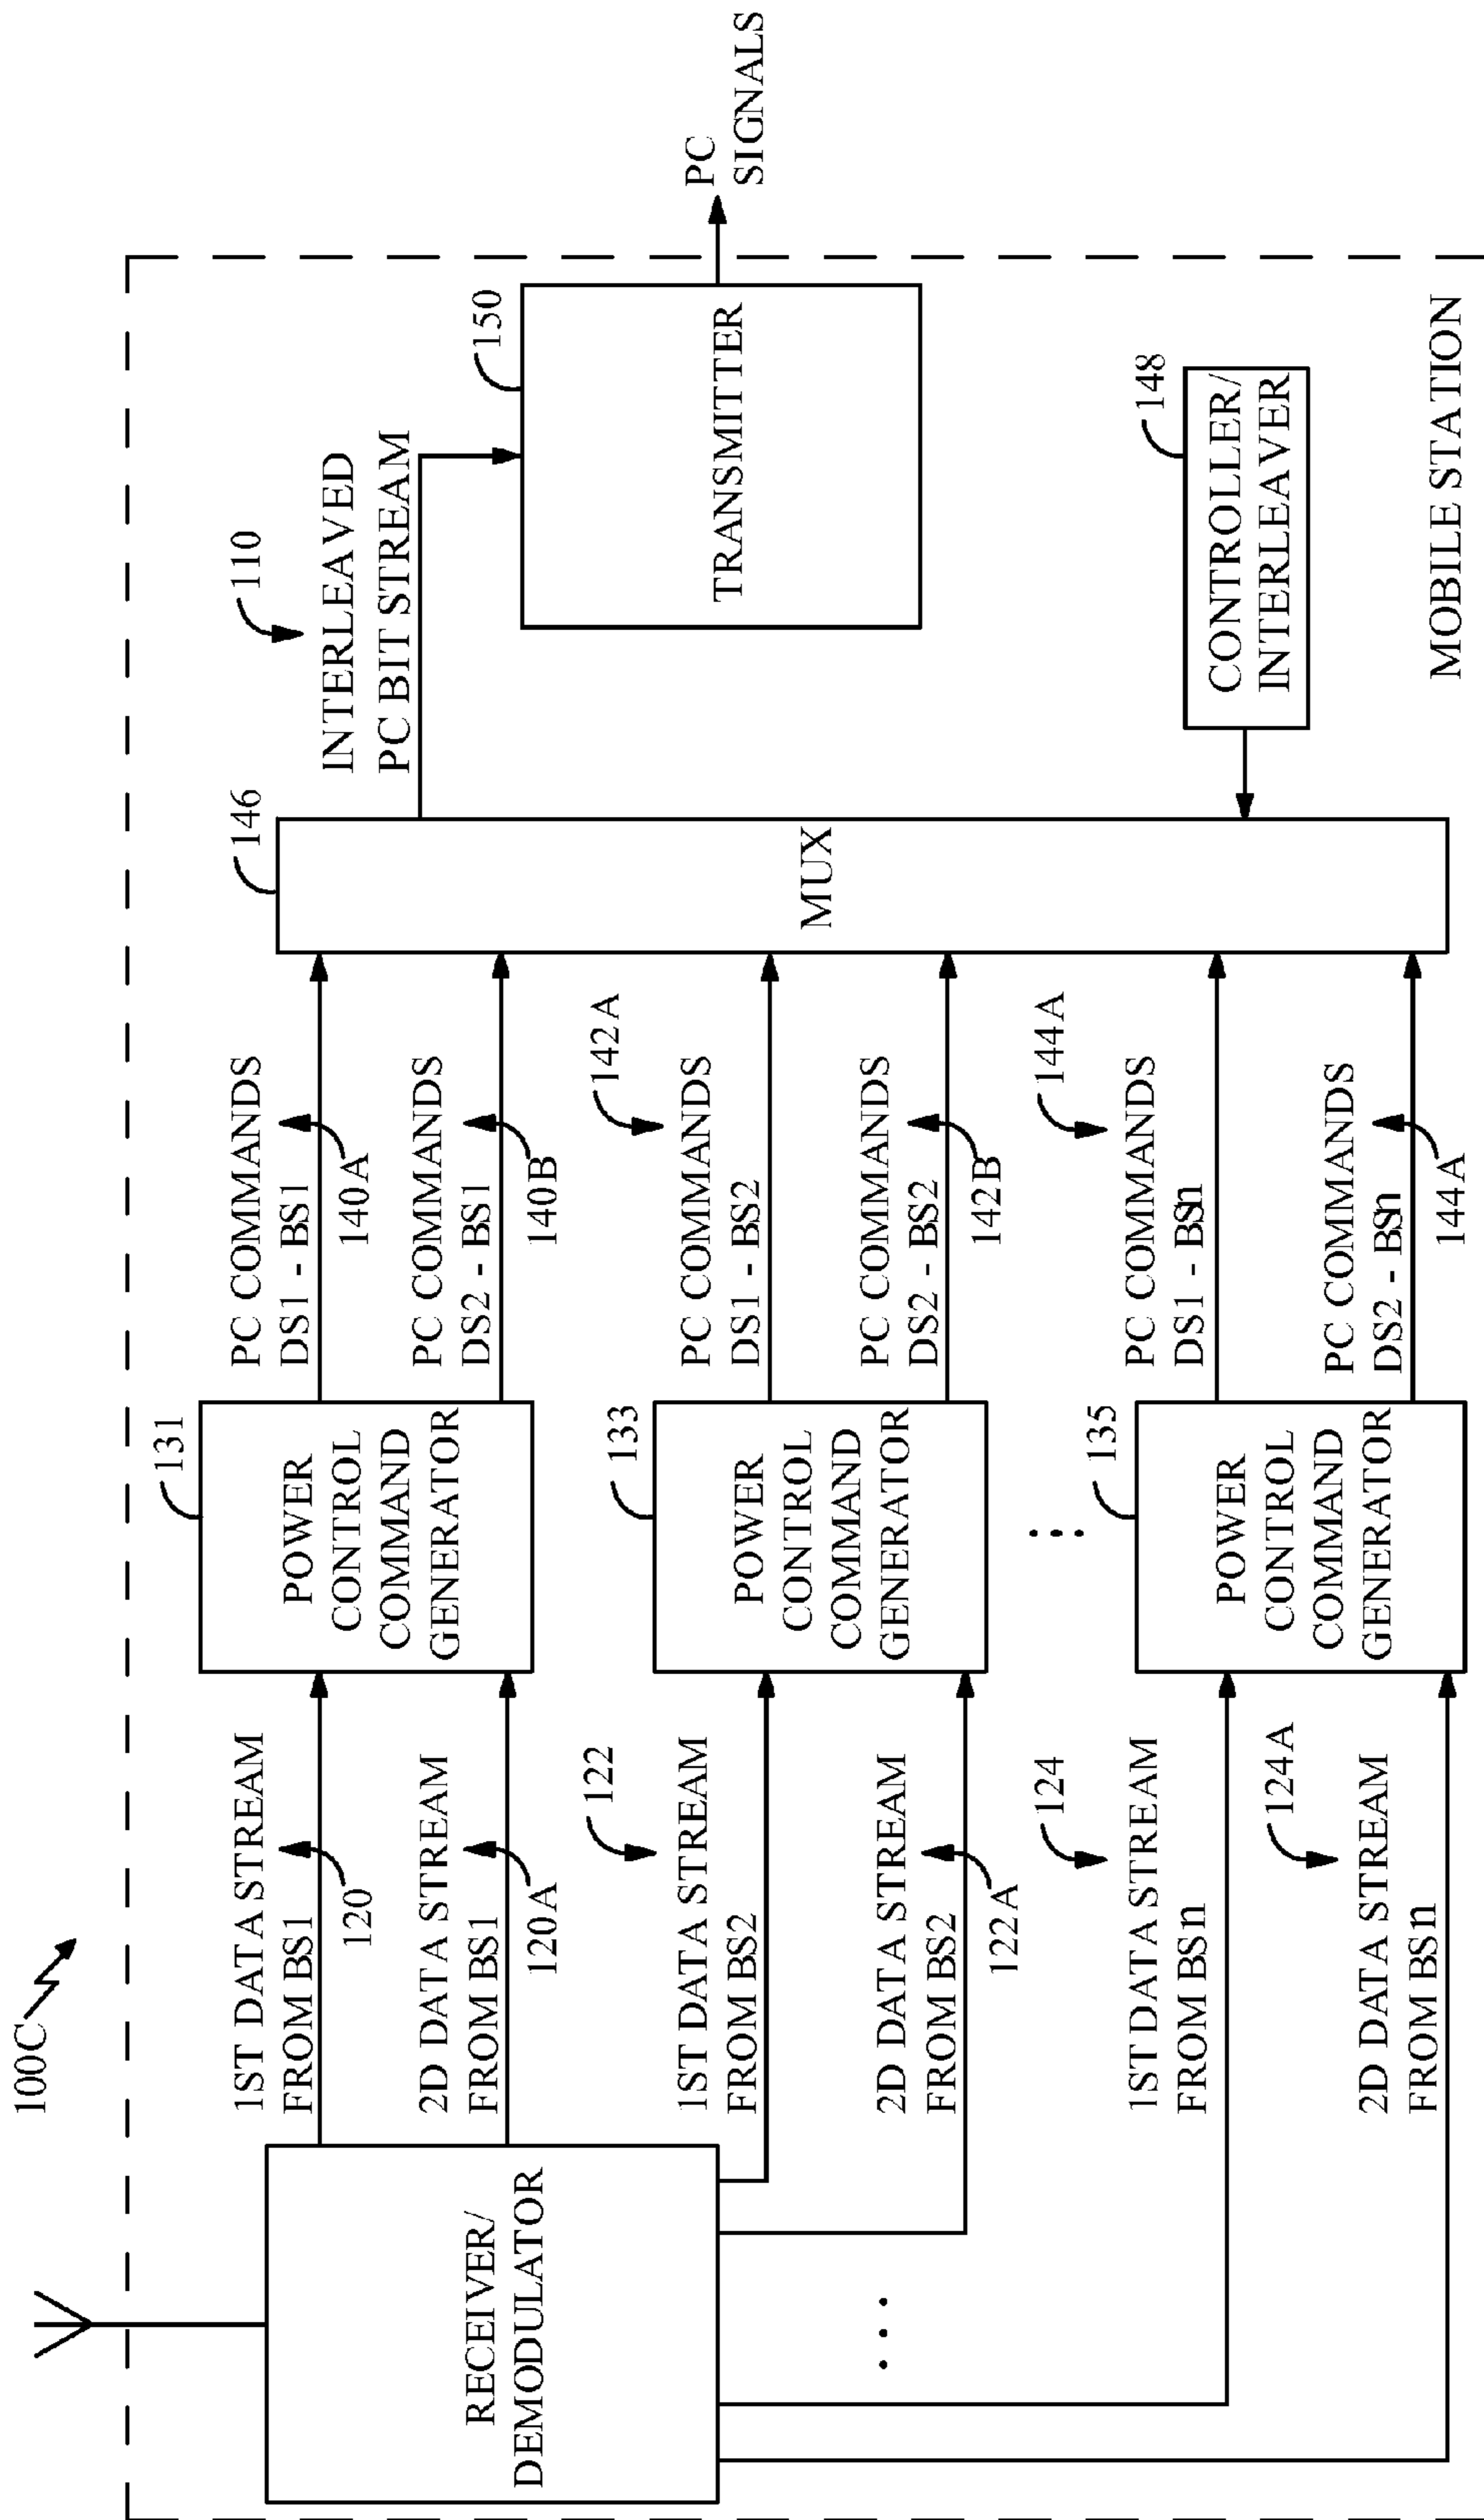 100C
RECEIVER/
DEMODULATOR
1ST DATA STREAM
FROM BS1
120
2D DATA STREAM
FROM BS1
120A
122
1ST DATA STREAM
FROM BS2
2D DATA STREAM
FROM BS2
122A
124
1ST DATA STREAM
FROM BSn
124A
2D DATA STREAM
FROM BSn
131
POWER
CONTROL
COMMAND
GENERATOR
133
POWER
CONTROL
COMMAND
GENERATOR
135
POWER
CONTROL
COMMAND
GENERATOR
PC COMMANDS
DS1 - BS1
140A
PC COMMANDS
DS2 - BS1
140B
142A
PC COMMANDS
DS1 - BS2
PC COMMANDS
DS2 - BS2
142B
144A
PC COMMANDS
DS1 - BSn
PC COMMANDS
DS2 - BSn
144A
146
MUX
110
INTERLEAVED
PC BIT STREAM
150
TRANSMITTER
148
CONTROLLER/
INTERLEAVER
MOBILE STATION
PC
SIGNALS